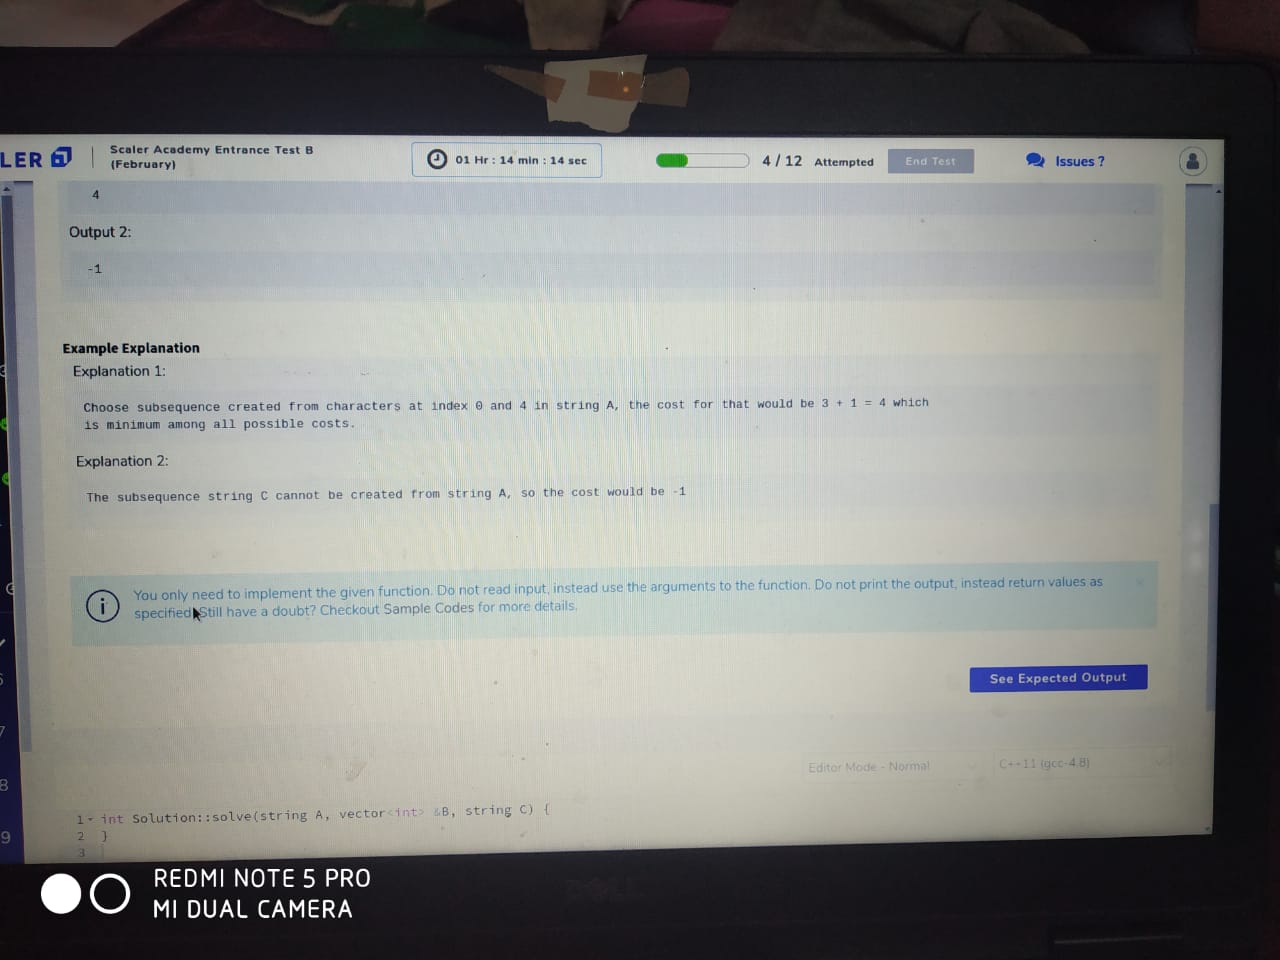 LER
Scaler Academy Entrance Test B
(February)
01 Hr : 14 min : 14 sec
4 / 12 Attempted
End Test
Issues ?
4
Output 2:
-1
Example Explanation
Explanation 1:
Choose subsequence created from characters at index 0 and 4 in string A, the cost for that would be 3 + 1 = 4 which
is minimum among all possible costs.
Explanation 2:
The subsequence string C cannot be created from string A, so the cost would be -1
You only need to implement the given function. Do not read input, instead use the arguments to the function. Do not print the output, instead return values as
specified. Still have a doubt? Checkout Sample Codes for more details.
See Expected Output
Editor Mode - Normal
C++11 (gcc-4.8)
1 int Solution::solve(string A, vector<int> &B, string C) {
2 }
3
8
9
REDMI NOTE 5 PRO
MI DUAL CAMERA